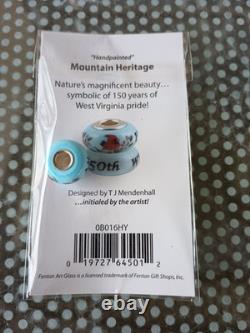 "Handpainted"
Mountain Heritage
Nature's magnificent beauty...
symbolic of 150 years of
West Virginia pride!
50th W
Designed by TJ Mendenhall
...initialed by the artist!
0B016HY
0 19727 64501 2
Fenton Art Glass is a licensed trademark of Fenton Gift Shops, Inc.